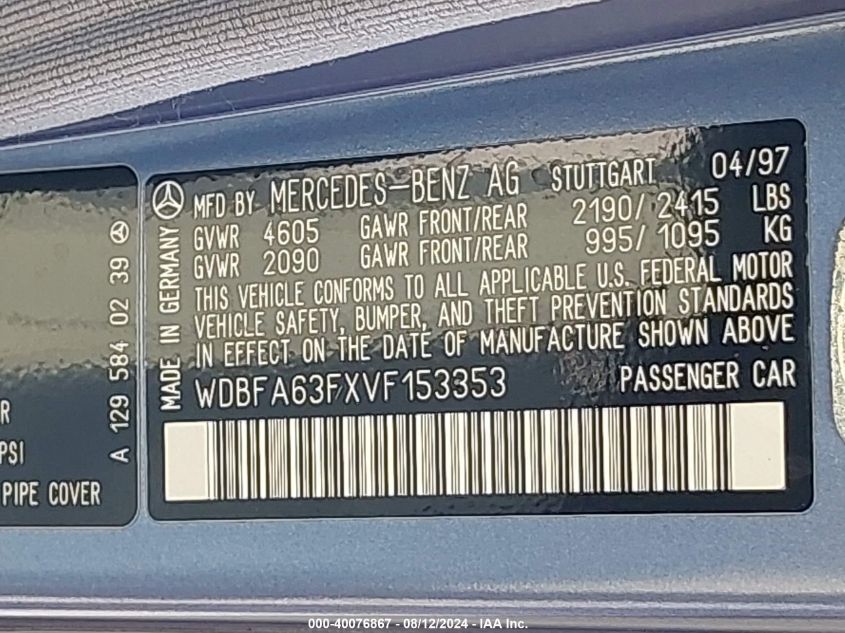 R
PSI
PIPE COVER
A 129 584 02 39
MADE IN GERMANY
MFD BY MERCEDES-BENZ AG STUTTGART 04/97
GVWR 4605 GAWR FRONT/REAR 2190/2415 LBS
GVWR 2090 GAWR FRONT/REAR 995/1095 KG
THIS VEHICLE CONFORMS TO ALL APPLICABLE U.S. FEDERAL MOTOR
VEHICLE SAFETY, BUMPER, AND THEFT PREVENTION STANDARDS
IN EFFECT ON THE DATE OF MANUFACTURE SHOWN ABOVE
WDBFA63FXVF153353 PASSENGER CAR
000-40076867 - 08/12/2024 - IAA Inc.